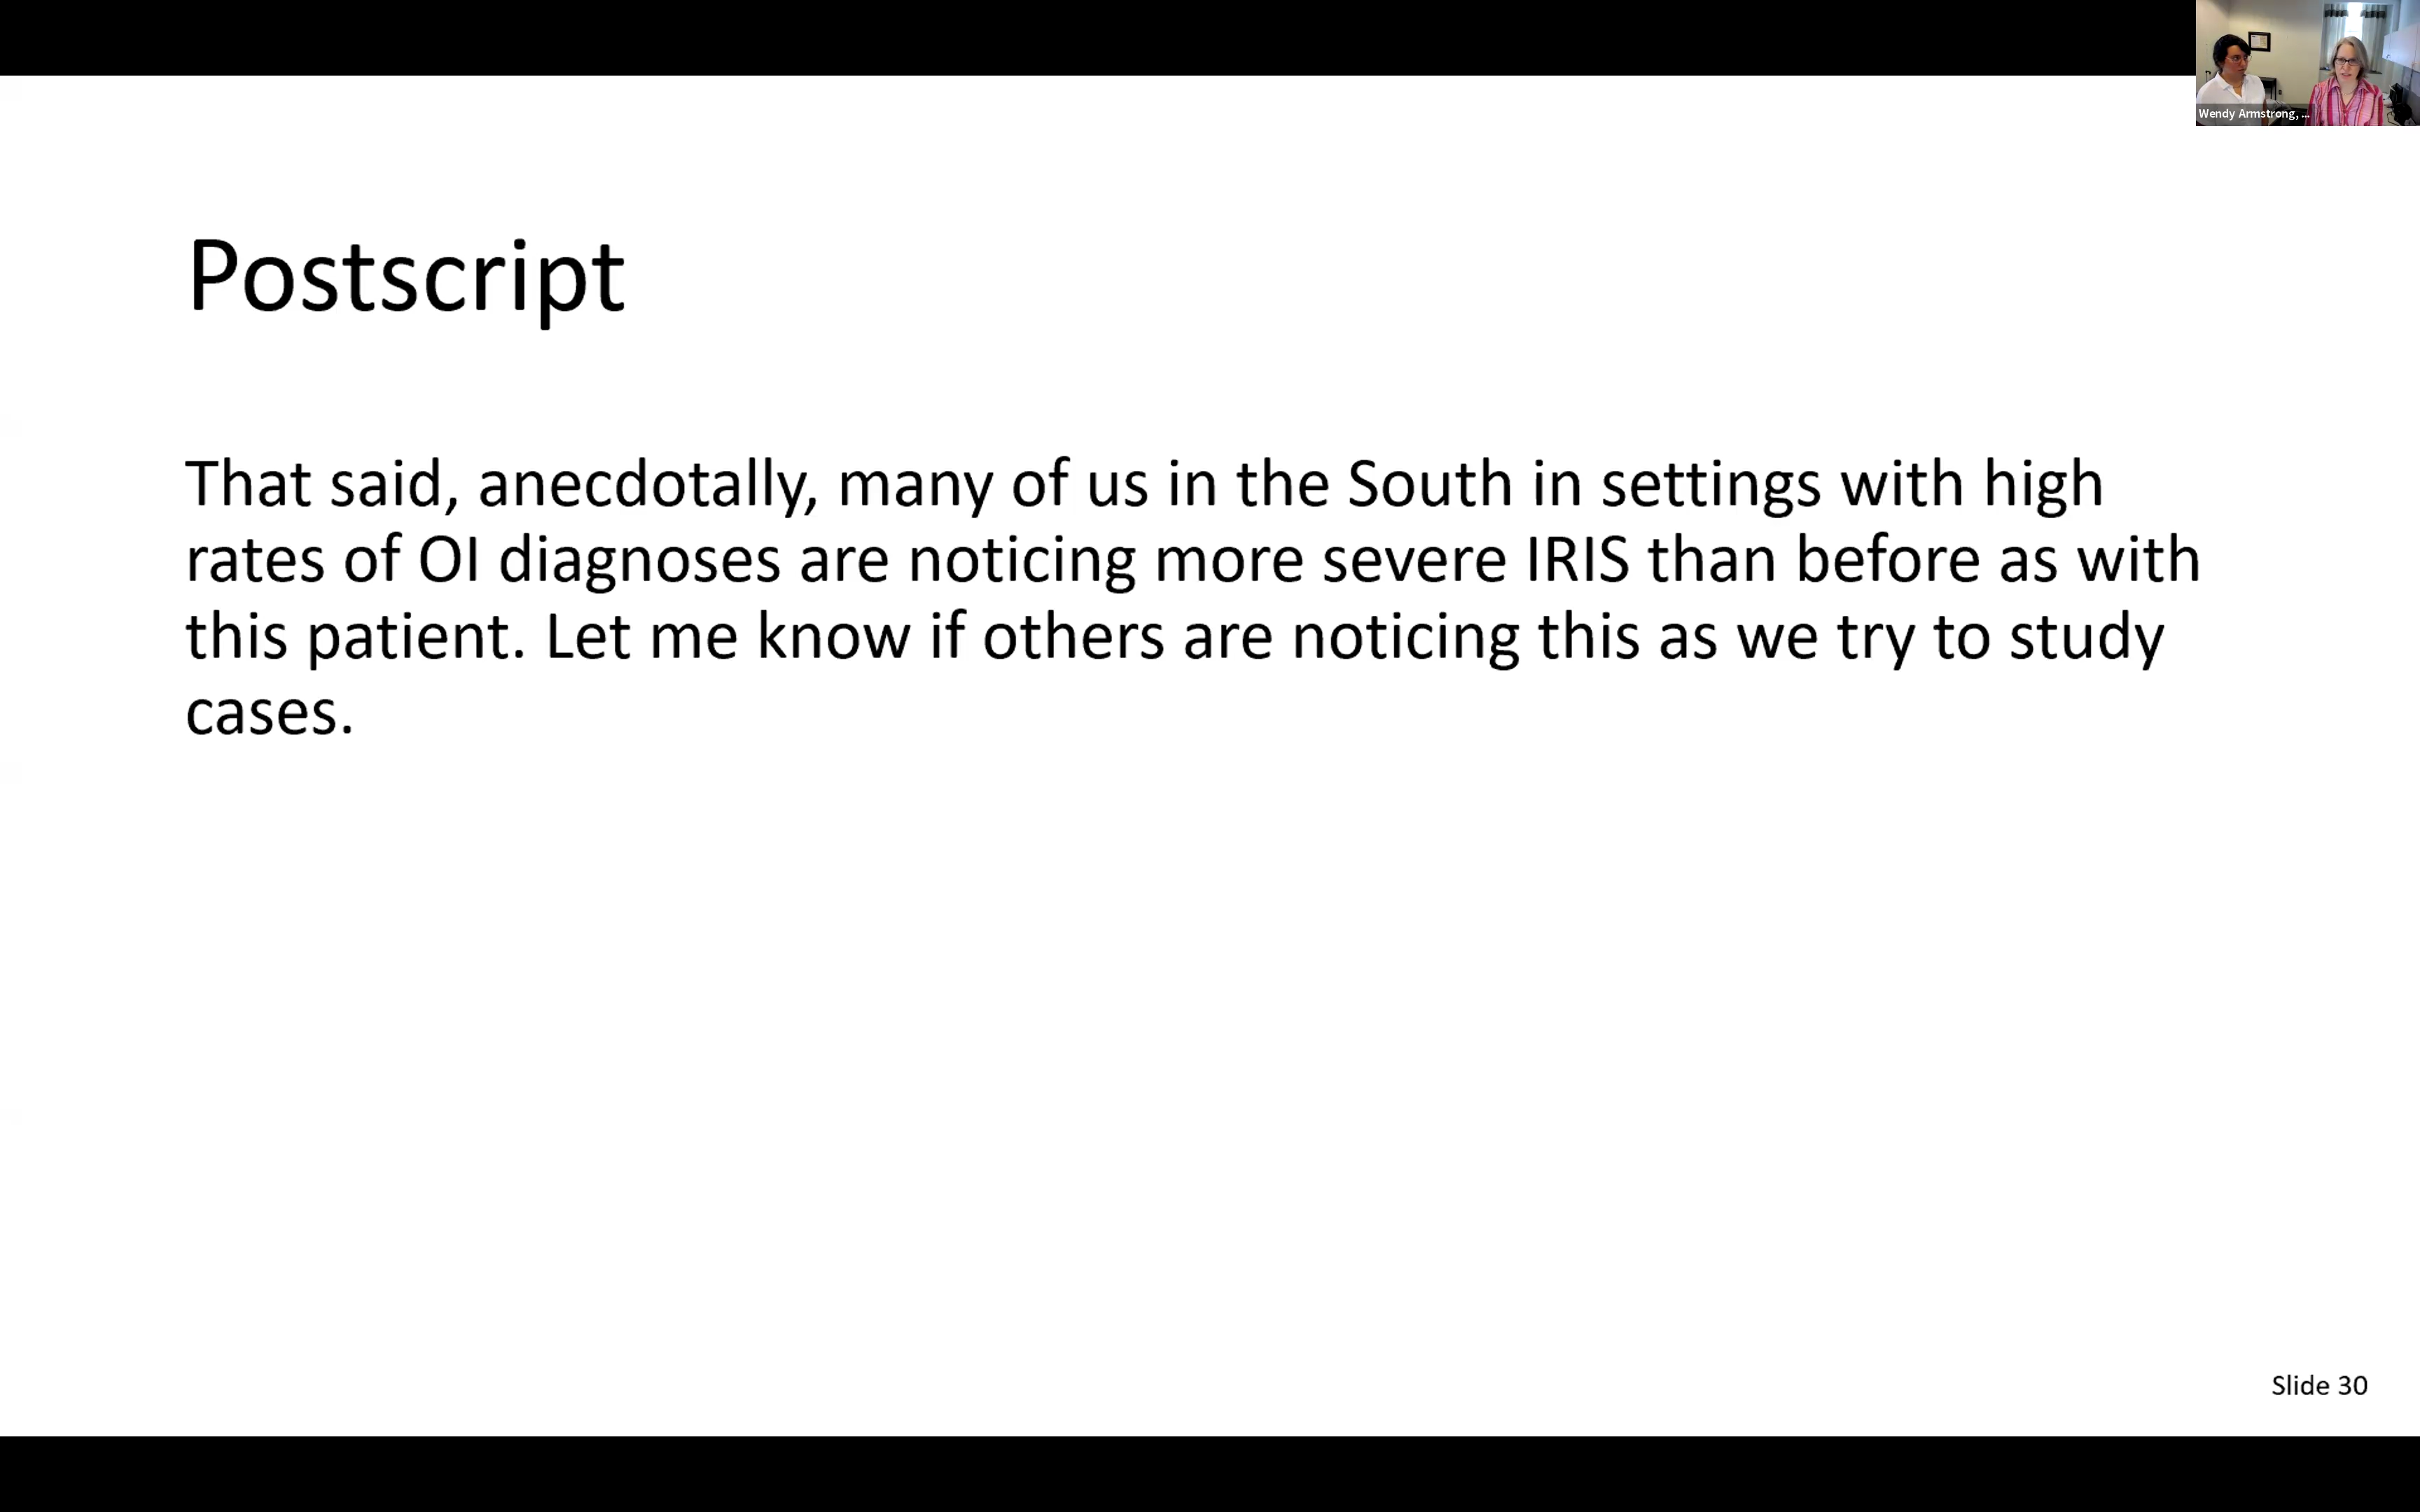 Wendy Armstrong, ...
Postscript
That said, anecdotally, many of us in the South in settings with high
rates of OI diagnoses are noticing more severe IRIS than before as with
this patient. Let me know if others are noticing this as we try to study
cases.
Slide 30